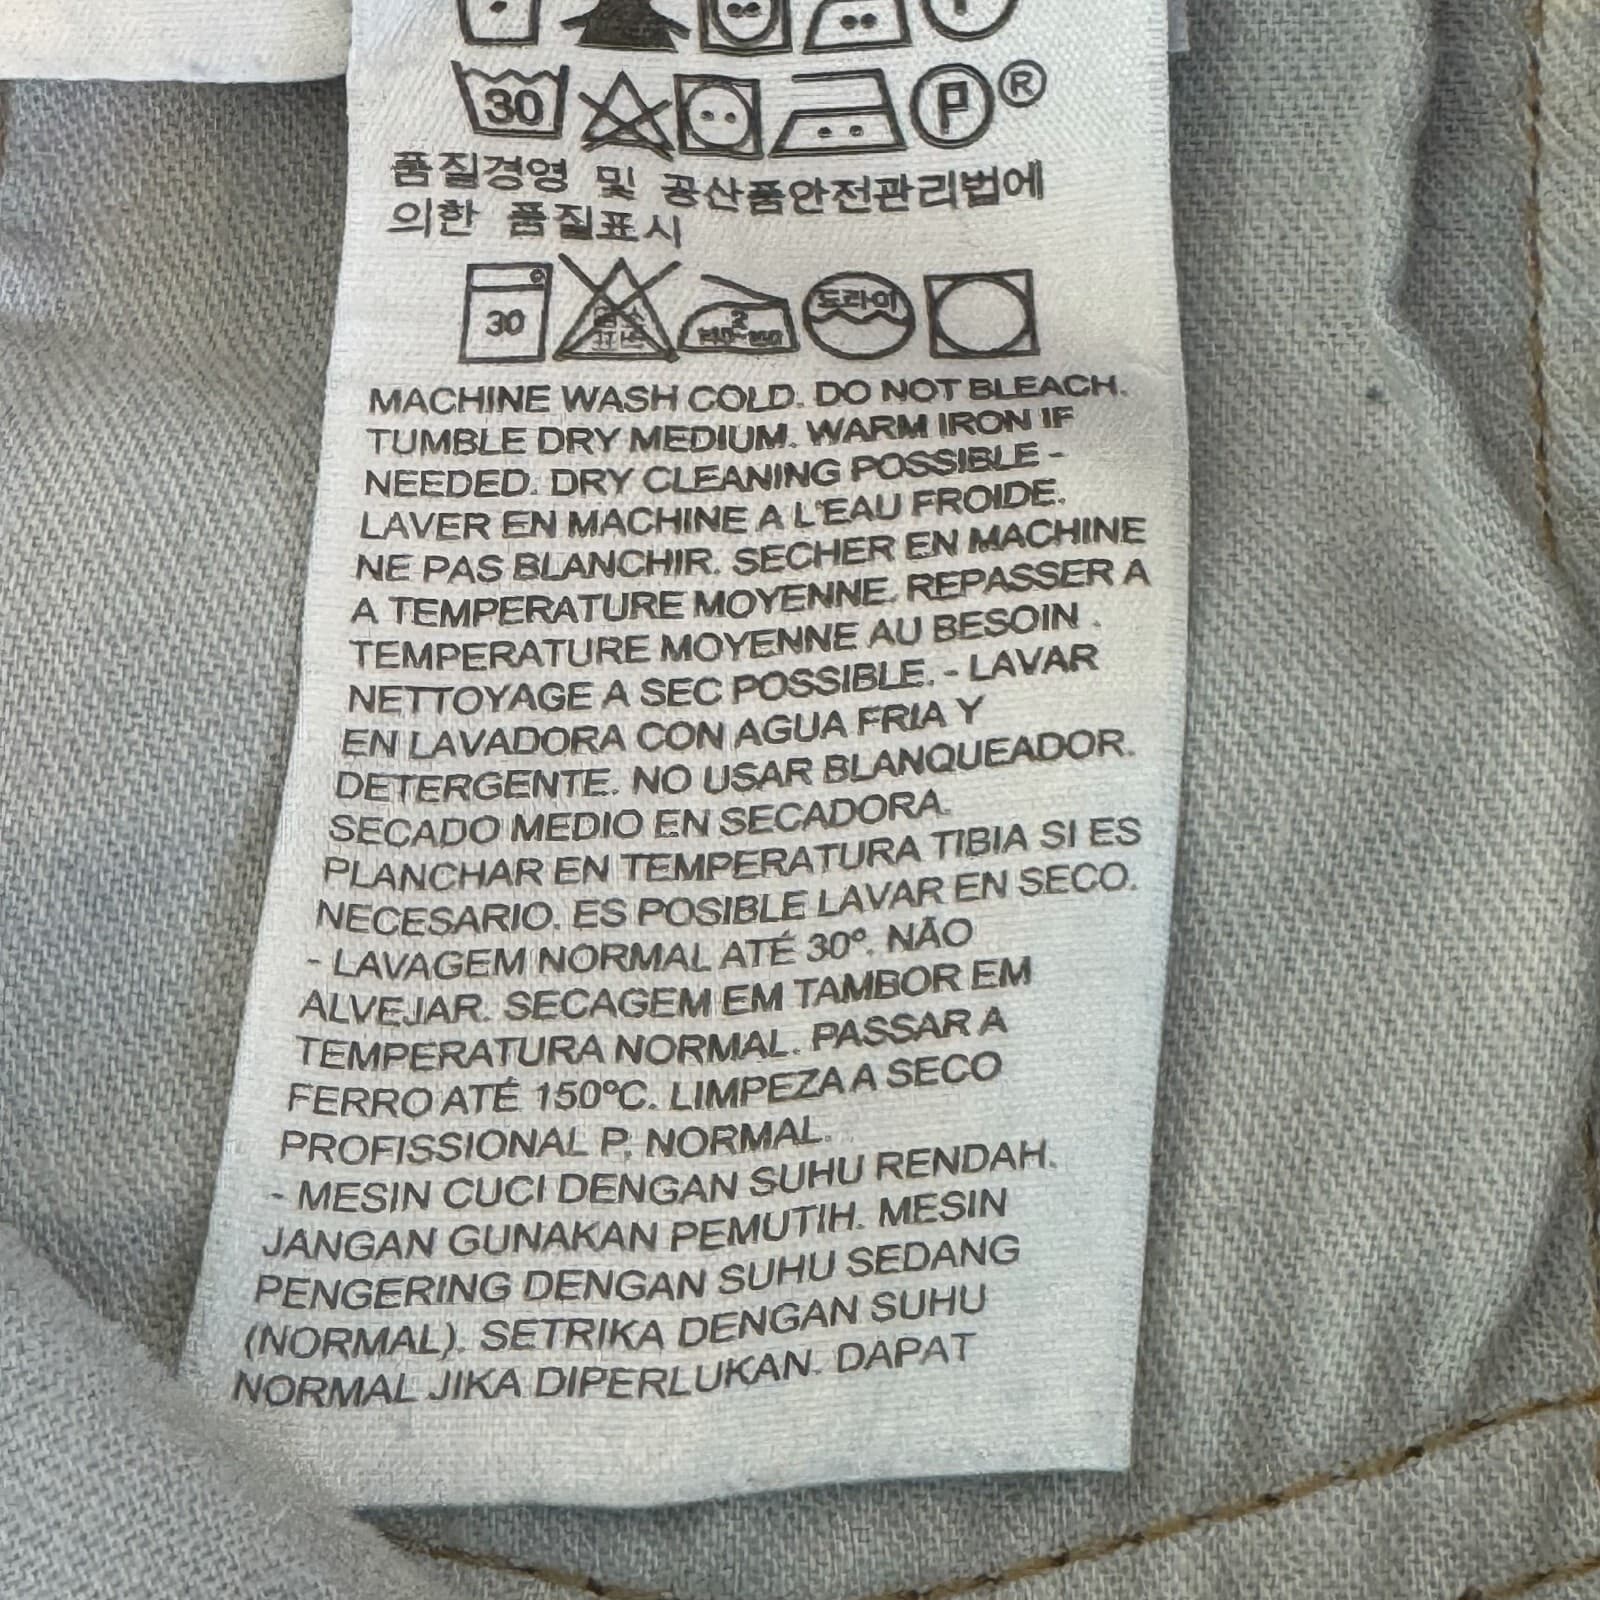 30
P ®
품질경영 및 공산품안전관리법에
의한 품질표시
30
드라이
MACHINE WASH COLD. DO NOT BLEACH.
TUMBLE DRY MEDIUM. WARM IRON IF
NEEDED. DRY CLEANING POSSIBLE -
LAVER EN MACHINE A L'EAU FROIDE.
NE PAS BLANCHIR. SECHER EN MACHINE
A TEMPERATURE MOYENNE. REPASSER A
TEMPERATURE MOYENNE AU BESOIN .
NETTOYAGE A SEC POSSIBLE. - LAVAR
EN LAVADORA CON AGUA FRIA Y
DETERGENTE. NO USAR BLANQUEADOR.
SECADO MEDIO EN SECADORA.
PLANCHAR EN TEMPERATURA TIBIA SI ES
NECESARIO. ES POSIBLE LAVAR EN SECO.
- LAVAGEM NORMAL ATÉ 30º. NÃO
ALVEJAR. SECAGEM EM TAMBOR EM
TEMPERATURA NORMAL. PASSAR A
FERRO ATÉ 150ºC. LIMPEZA A SECO
PROFISSIONAL P, NORMAL.
- MESIN CUCI DENGAN SUHU RENDAH.
JANGAN GUNAKAN PEMUTIH. MESIN
PENGERING DENGAN SUHU SEDANG
(NORMAL). SETRIKA DENGAN SUHU
NORMAL JIKA DIPERLUKAN. DAPAT